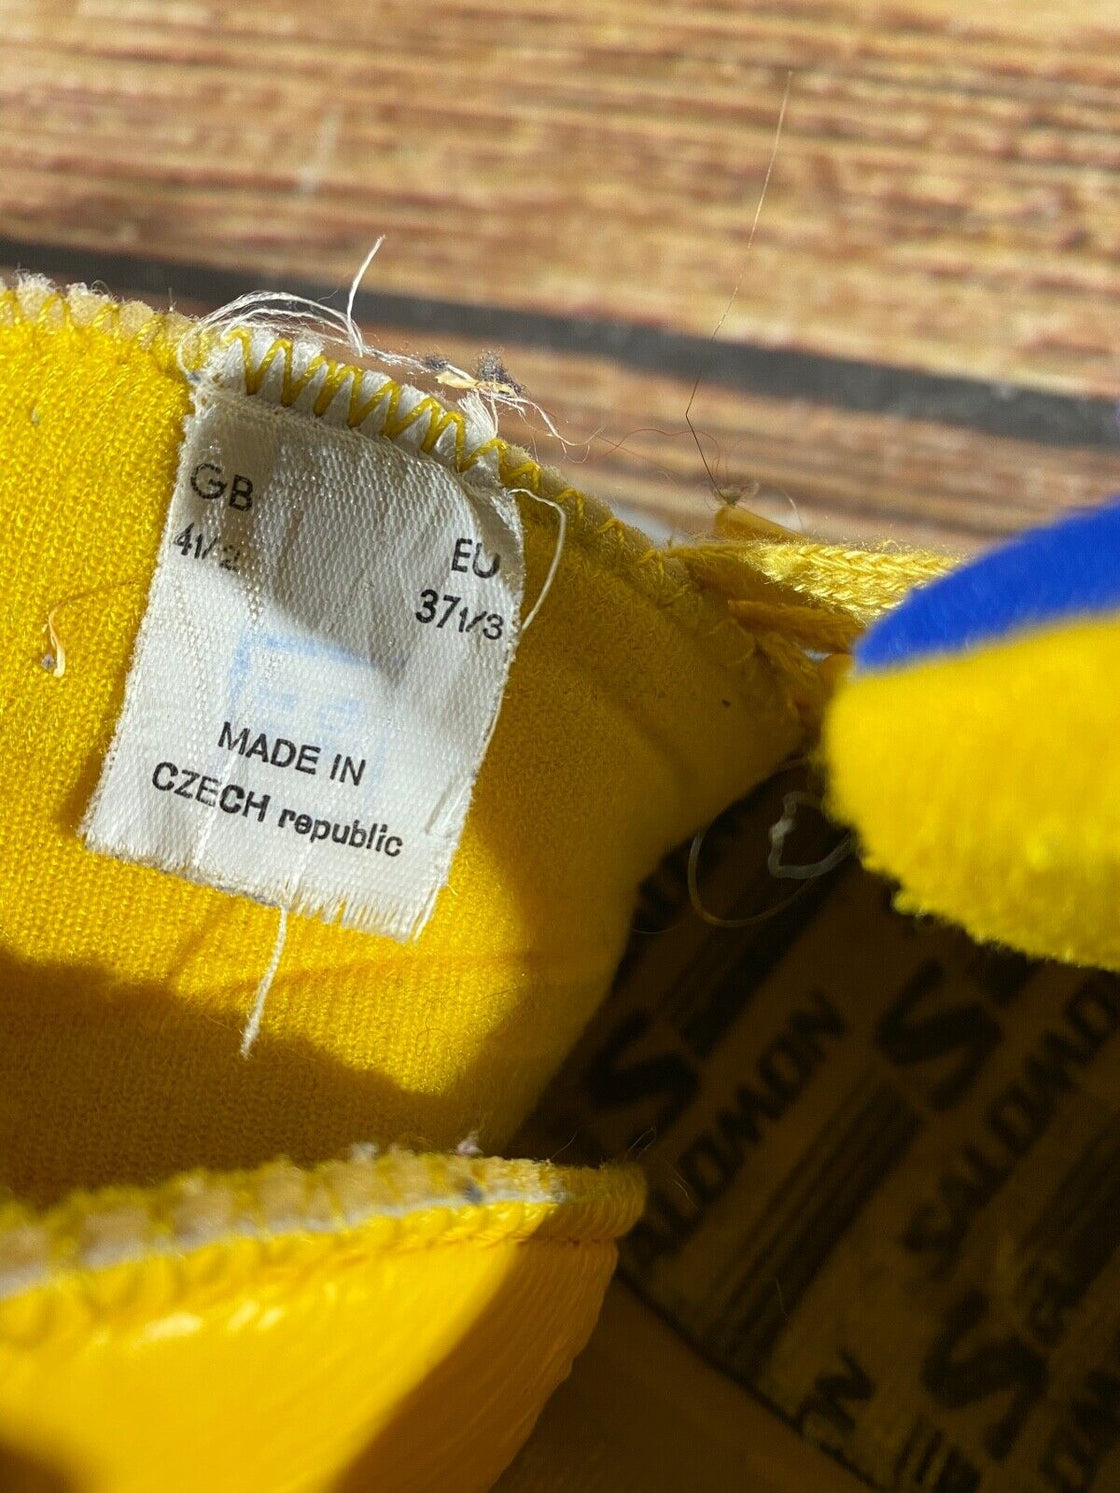 GB
41/2
EU
371/3
MADE IN
CZECH republic
S
SALOMON
S
SALOMON
S